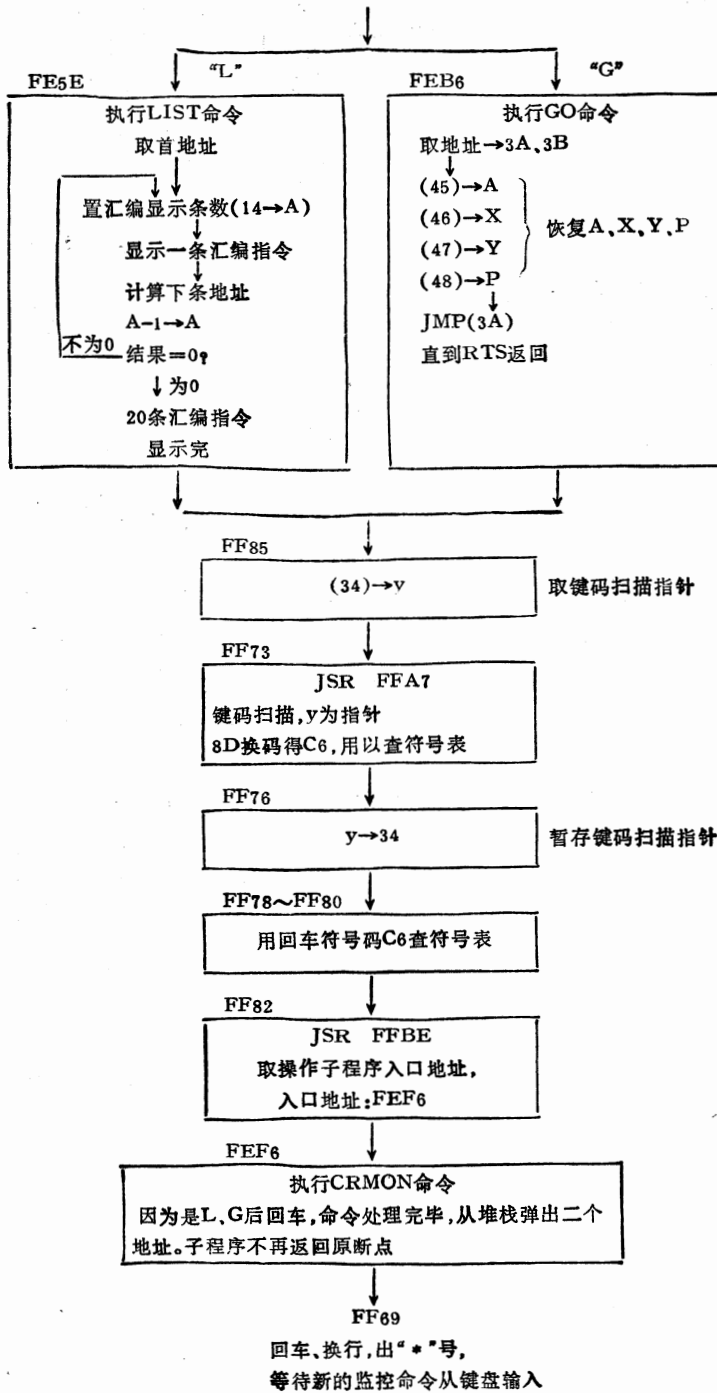 "L"
"G"
FE5E
执行LIST命令
取首地址
置汇编显示条数(14→A)
显示一条汇编指令
计算下条地址
A-1→A
不为0
结果=0?
为0
20条汇编指令
显示完
FEB6
执行GO命令
取地址→3A、3B
(45)→A
(46)→X
(47)→Y
(48)→P
恢复A、X、Y、P
JMP(3A)
直到RTS返回
FF85
(34)→y
取键码扫描指针
FF73
JSR FFA7
键码扫描,y为指针
8D换码得C6,用以查符号表
FF76
y→34
暂存键码扫描指针
FF78～FF80
用回车符号码C6查符号表
FF82
JSR FFBE
取操作子程序入口地址,
入口地址:FEF6
FEF6
执行CRMON命令
因为是L、G后回车,命令处理完毕,从堆栈弹出二个
地址。子程序不再返回原断点
FF69
回车、换行,出"*"号,
等待新的监控命令从键盘输入